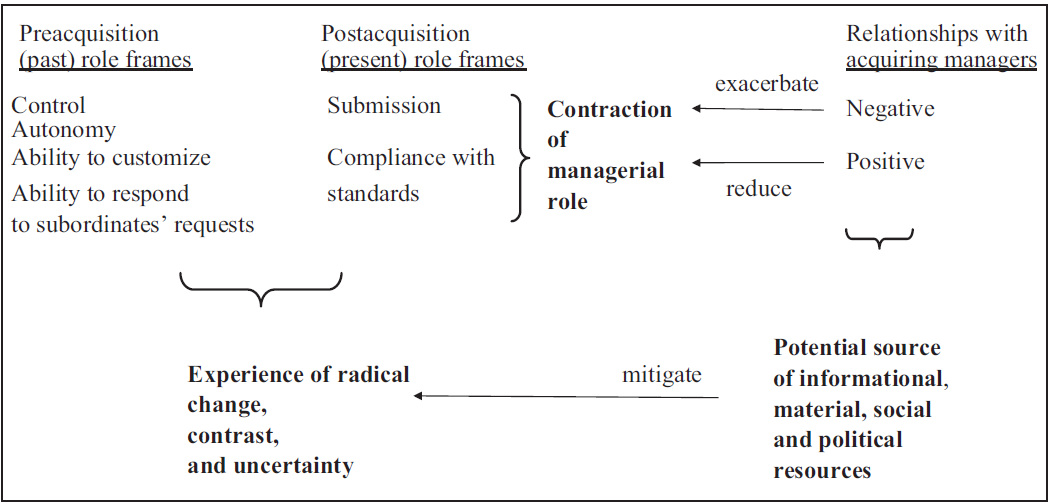 Preacquisition
(past) role frames
Control
Autonomy
Ability to customize
Ability to respond
to subordinates’ requests
Postacquisition
(present) role frames
Submission
Compliance with
standards
Contraction
of
managerial
role
exacerbate
reduce
Relationships with
acquiring managers
Negative
Positive
Experience of radical
change,
contrast,
and uncertainty
mitigate
Potential source
of informational,
material, social
and political
resources